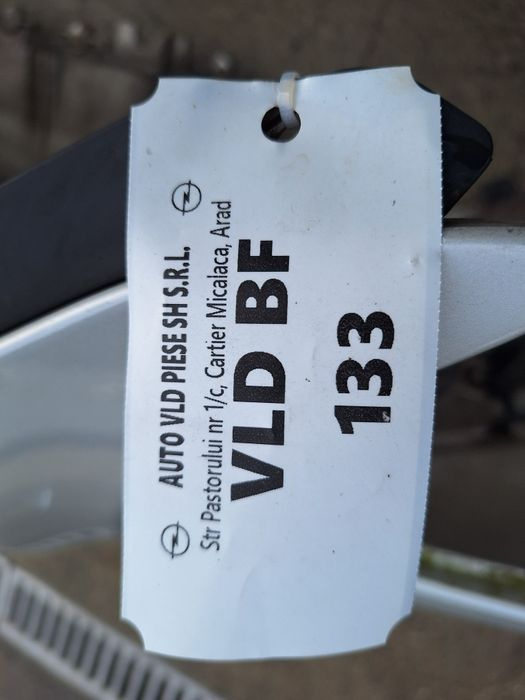 AUTO VLD PIESE SH S.R.L.
Str Pastorului nr 1/c, Cartier Micalaca, Arad
VLD BF
133